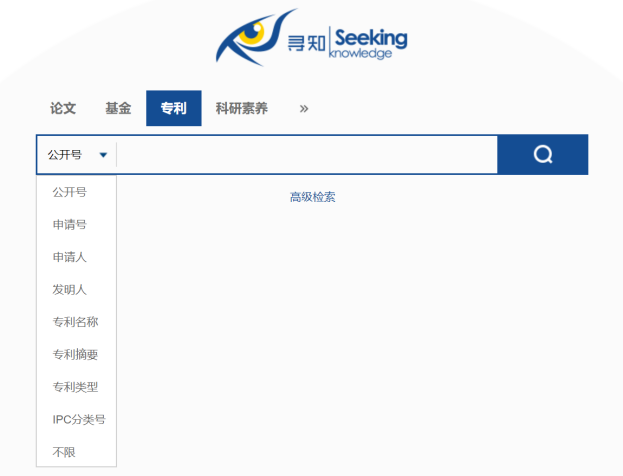 寻知 Seeking knowledge
论文 基金 专利 科研素养 »
公开号
公开号
高级检索
申请号
申请人
发明人
专利名称
专利摘要
专利类型
IPC分类号
不限